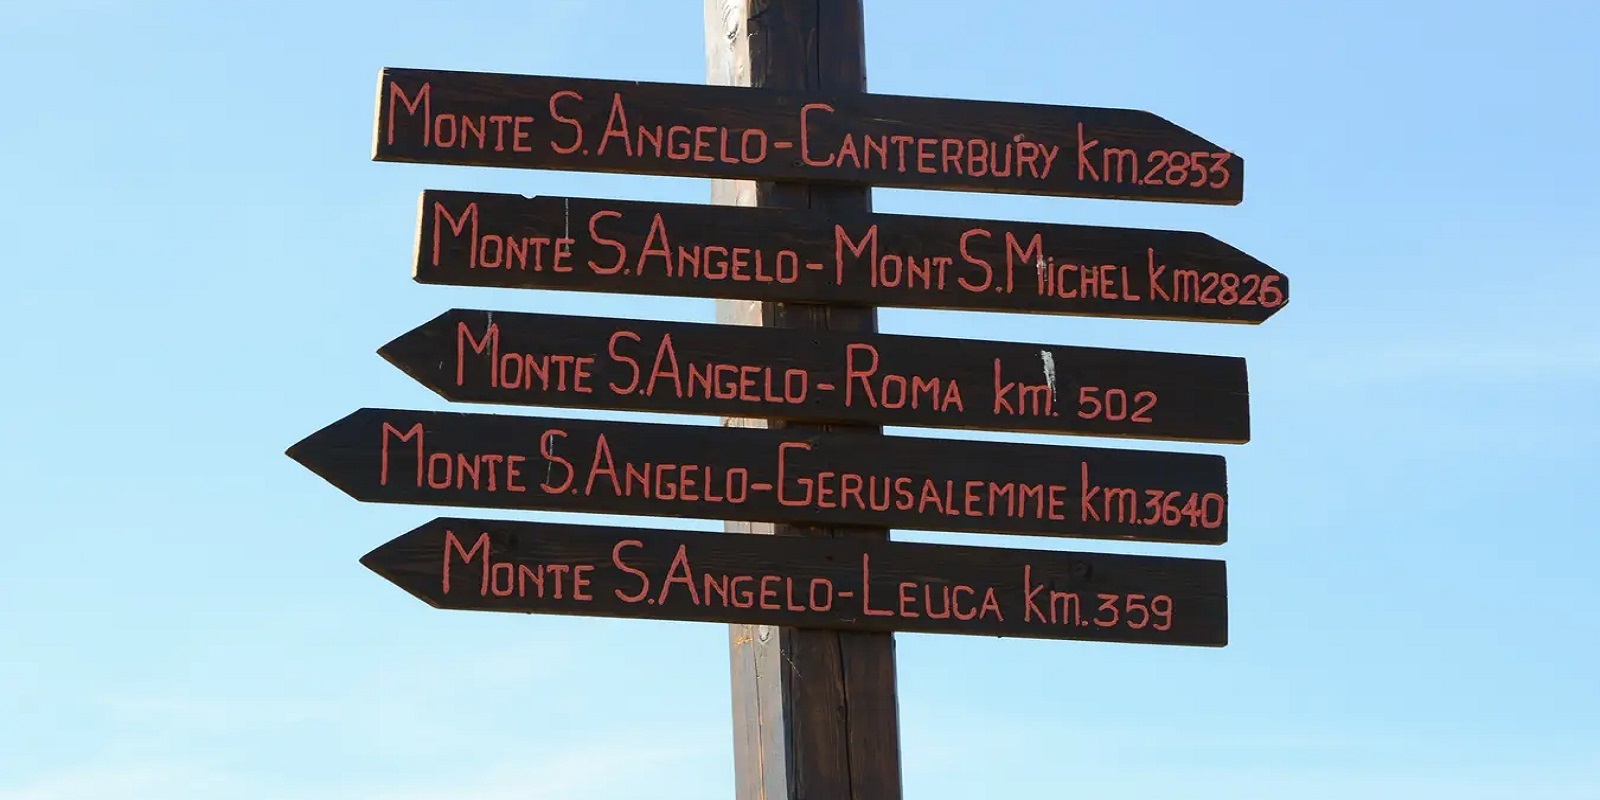 MONTE S. ANGELO-CANTERBURY km.2853
MONTE S.ANGELO-MONT S.MiCHEL km2826
MONTE S.ANGELO-ROMA km. 502
MONTE S.ANGELO-GERUSALEMME km.3640
MONTE S.ANGELO-LEUCA km.359